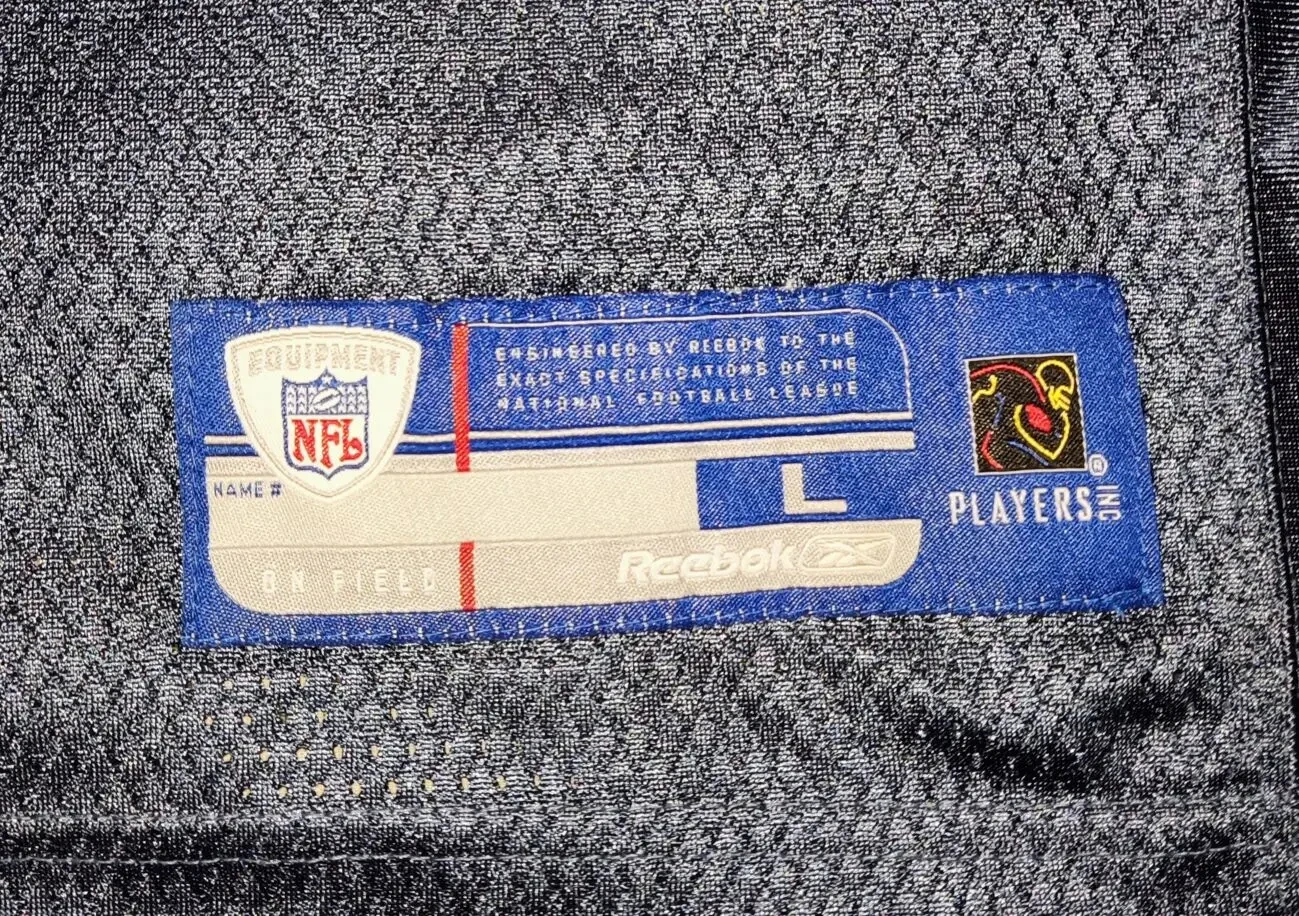 EQUIPMENT
NFL
ENGINEERED BY REEBOK TO THE
EXACT SPECIFICATIONS OF THE
NATIONAL FOOTBALL LEAGUE
NAME #
L
ON FIELD
Reebok
®
PLAYERS INC